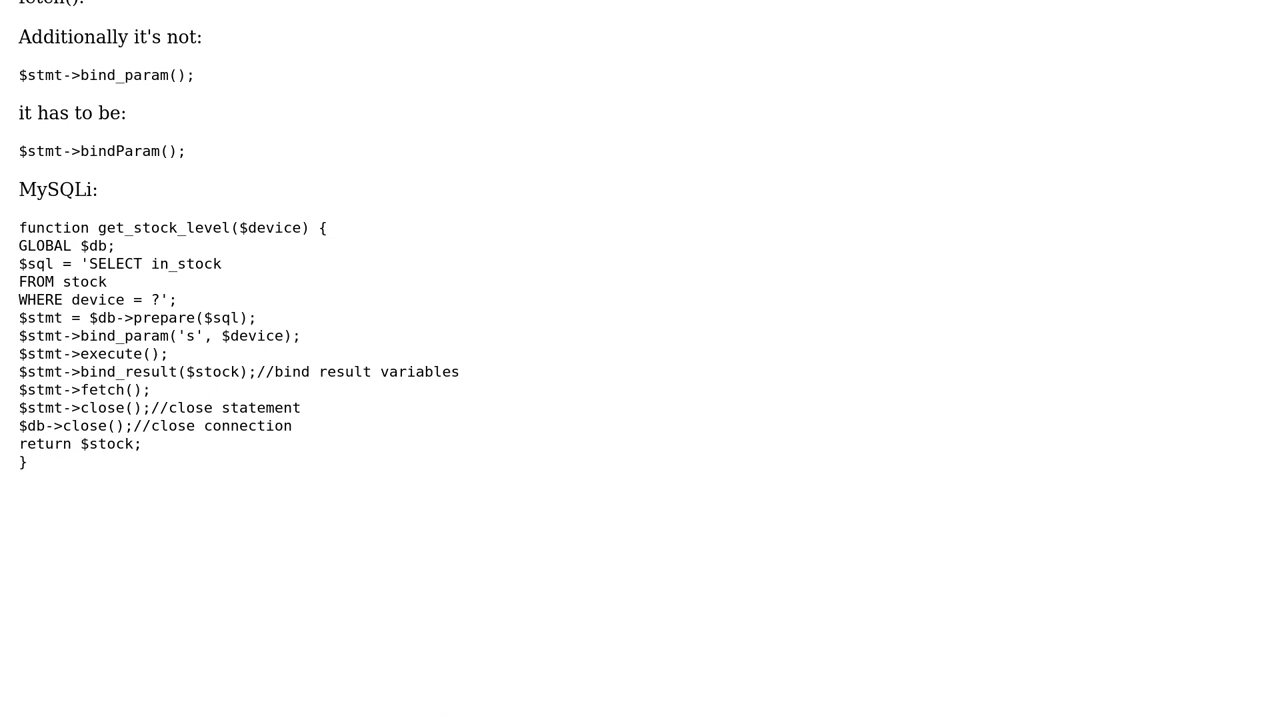 fetch():
Additionally it's not:
$stmt->bind_param();
it has to be:
$stmt->bindParam();
MySQLi:
function get_stock_level($device) {
GLOBAL $db;
$sql = 'SELECT in_stock
FROM stock
WHERE device = ?';
$stmt = $db->prepare($sql);
$stmt->bind_param('s', $device);
$stmt->execute();
$stmt->bind_result($stock);//bind result variables
$stmt->fetch();
$stmt->close();//close statement
$db->close();//close connection
return $stock;
}